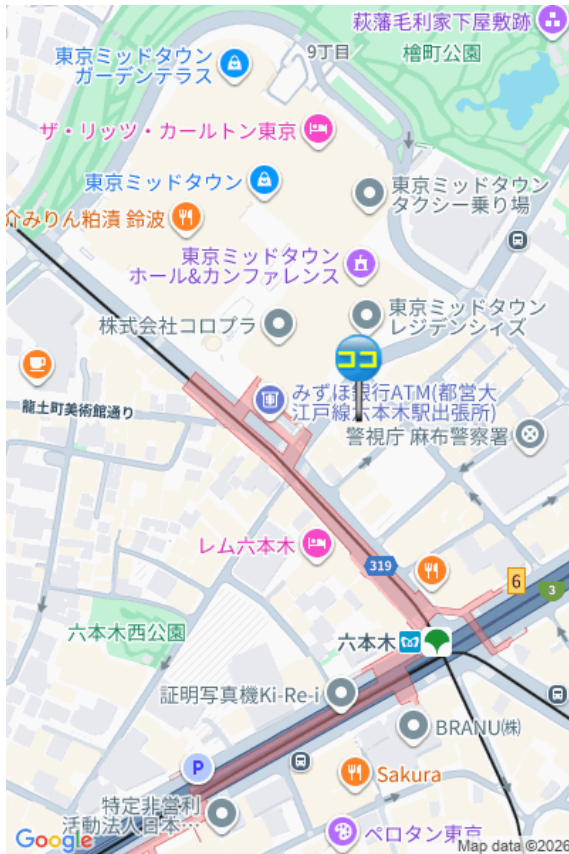 萩藩毛利家下屋敷跡
東京ミッドタウン
ガーデンテラス
9丁目
檜町公園
ザ・リッツ・カールトン東京
東京ミッドタウン
東京ミッドタウン
タクシー乗り場
介みりん粕漬 鈴波
東京ミッドタウン
ホール&カンファレンス
株式会社コロプラ
東京ミッドタウン
レジデンシィズ
ココ
みずほ銀行ATM(都営大
江戸線六本木駅出張所)
龍土町美術館通り
警視庁 麻布警察署
レム六本木
319
6
3
六本木西公園
六本木
証明写真機Ki-Re-i
BRANU㈱
P
Sakura
特定非営利
活動法人日本…
ペロタン東京
Google
Map data ©2026